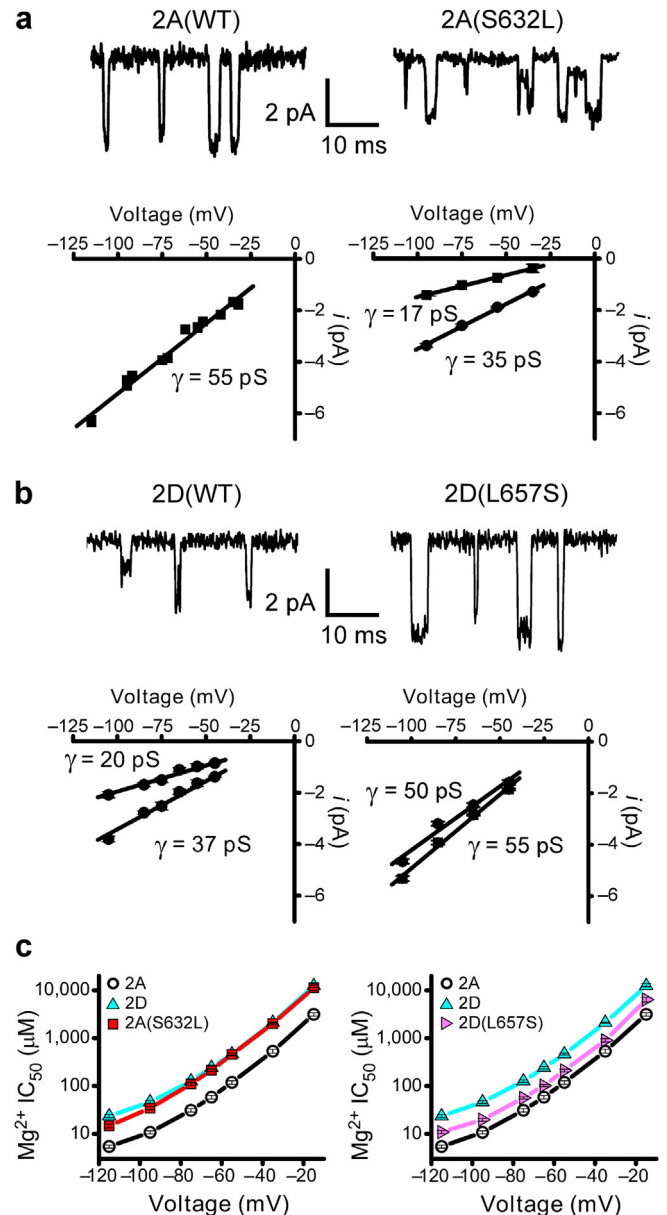 a
2A(WT) 2A(S632L)
2 pA
10 ms
Voltage (mV) Voltage (mV)
−125 −100 −75 −50 −25 0 −125 −100 −75 −50 −25 0
γ = 55 pS
−2
−4
−6
i (pA)
γ = 17 pS
γ = 35 pS
−2
−4
−6
i (pA)
b
2D(WT) 2D(L657S)
2 pA
10 ms
Voltage (mV) Voltage (mV)
−125 −100 −75 −50 −25 0 −125 −100 −75 −50 −25 0
γ = 20 pS
γ = 37 pS
−2
−4
−6
i (pA)
γ = 50 pS
γ = 55 pS
−2
−4
−6
i (pA)
c
Mg²⁺ IC₅₀ (μM)
10,000
1,000
100
10
2A
2D
2A(S632L)
−120 −100 −80 −60 −40 −20
Voltage (mV)
Mg²⁺ IC₅₀ (μM)
10,000
1,000
100
10
2A
2D
2D(L657S)
−120 −100 −80 −60 −40 −20
Voltage (mV)